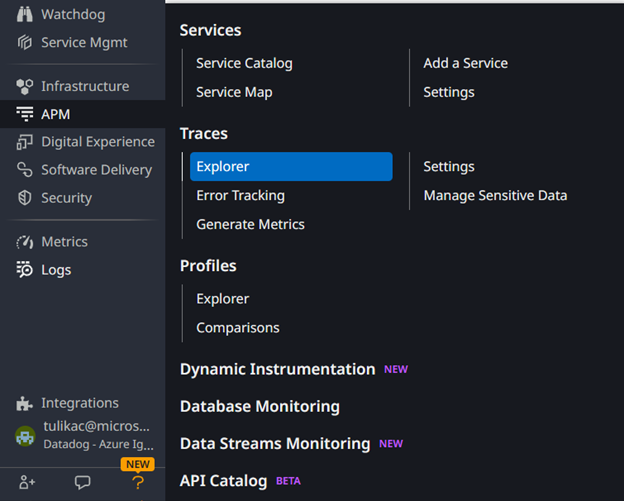 Watchdog
Service Mgmt
Infrastructure
APM
Digital Experience
Software Delivery
Security
Metrics
Logs
Integrations
tulikac@micros...
Datadog - Azure Ig...
NEW
Services
Service Catalog
Add a Service
Service Map
Settings
Traces
Explorer
Settings
Error Tracking
Manage Sensitive Data
Generate Metrics
Profiles
Explorer
Comparisons
Dynamic Instrumentation NEW
Database Monitoring
Data Streams Monitoring NEW
API Catalog BETA